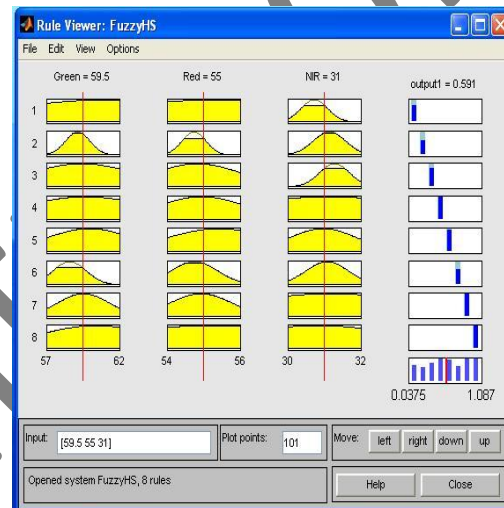 Rule Viewer: FuzzyHS
File Edit View Options
Green = 59.5 Red = 55 NIR = 31 output1 = 0.591
1
2
3
4
5
6
7
8
57 62 54 56 30 32
0.0375 1.087
Input: [59.5 55 31] Plot points: 101 Move: left right down up
Opened system FuzzyHS, 8 rules Help Close